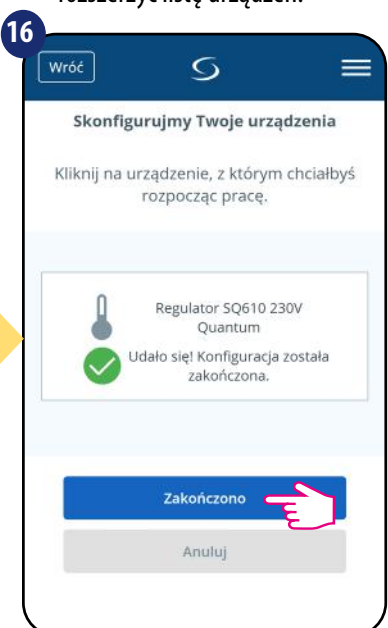 rozszerzyć listę urządzeń.
16
Wróć
Skonfigurujmy Twoje urządzenia
Kliknij na urządzenie, z którym chciałbyś
rozpocząc pracę.
Regulator SQ610 230V
Quantum
Udało się! Konfiguracja została
zakończona.
Zakończono
Anuluj